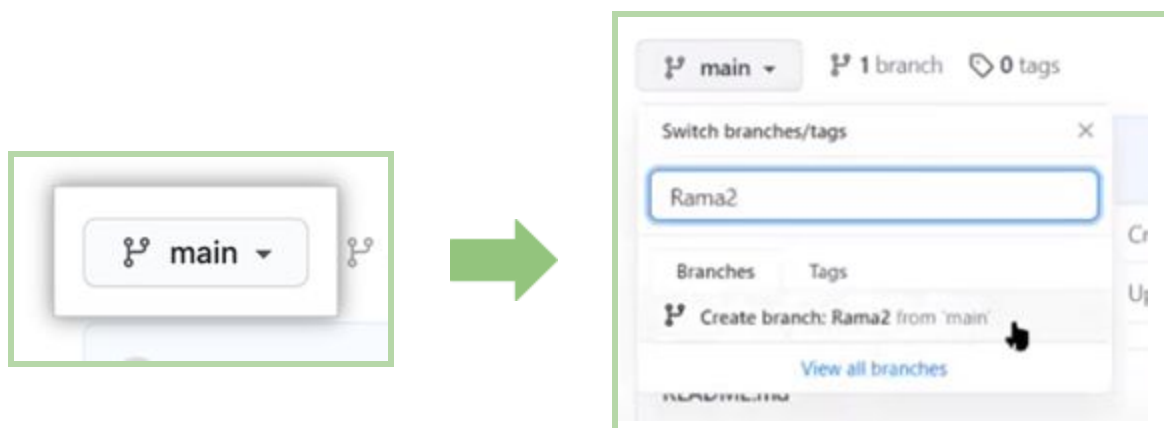 main
main 1 branch 0 tags
Switch branches/tags
Rama2
Branches Tags
Create branch: Rama2 from 'main'
View all branches
README.md